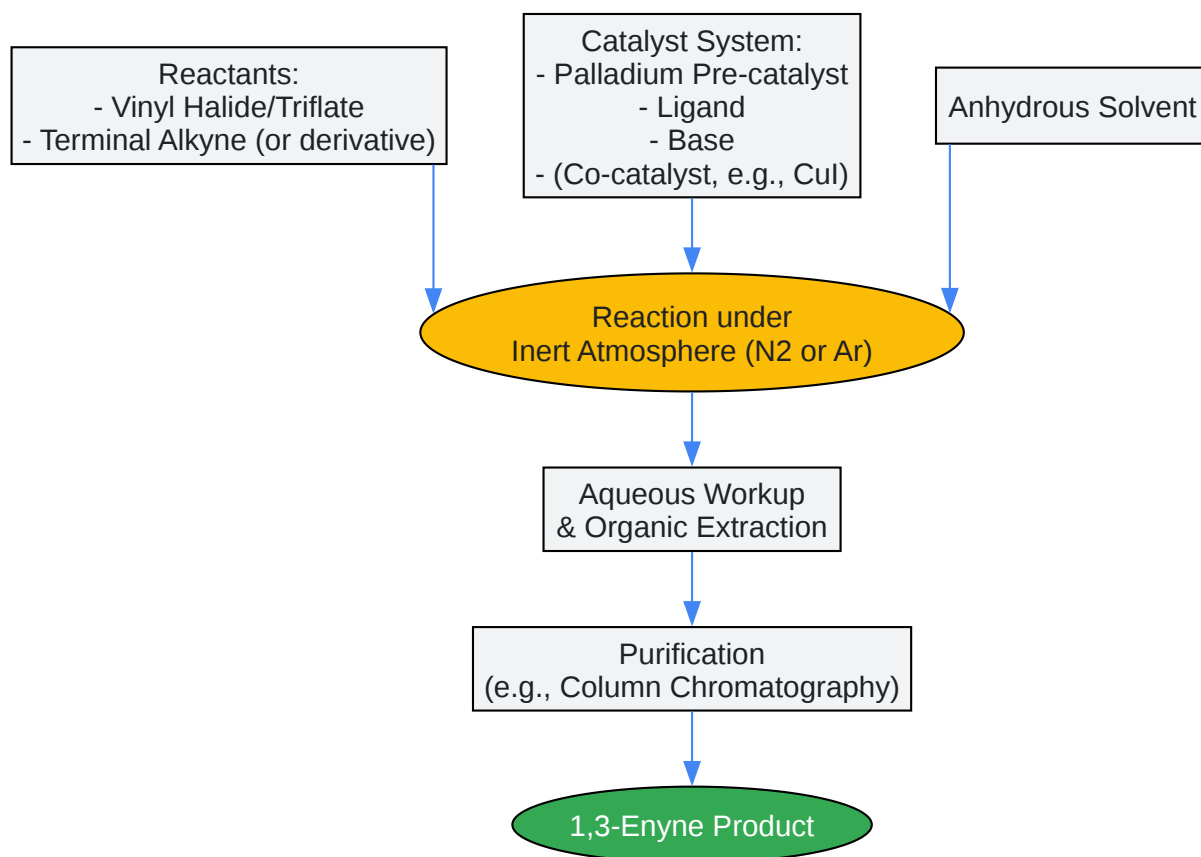 Reactants:
- Vinyl Halide/Triflate
- Terminal Alkyne (or derivative)
Catalyst System:
- Palladium Pre-catalyst
- Ligand
- Base
- (Co-catalyst, e.g., CuI)
Anhydrous Solvent
Reaction under
Inert Atmosphere (N2 or Ar)
Aqueous Workup
& Organic Extraction
Purification
(e.g., Column Chromatography)
1,3-Enyne Product